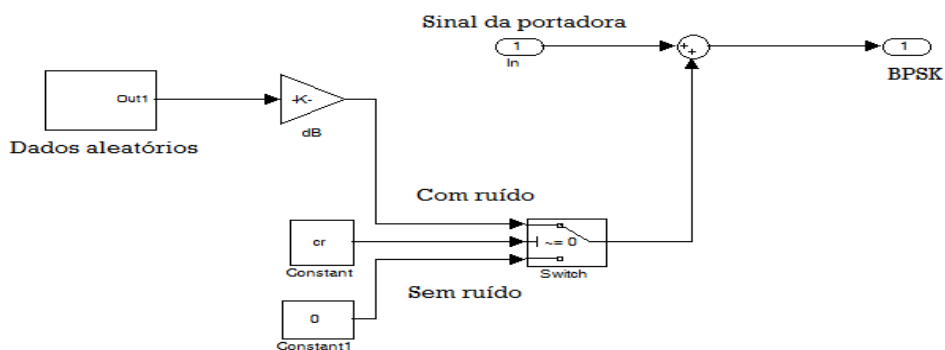 Sinal da portadora
1
In
+
+
1
BPSK
Out1
-K-
dB
Dados aleatórios
Com ruído
cr
Constant
~= 0
Switch
Sem ruído
0
Constant1